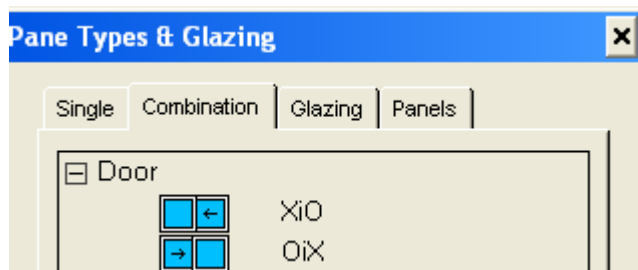 Pane Types & Glazing
Single Combination Glazing Panels
Door
XiO
OiX